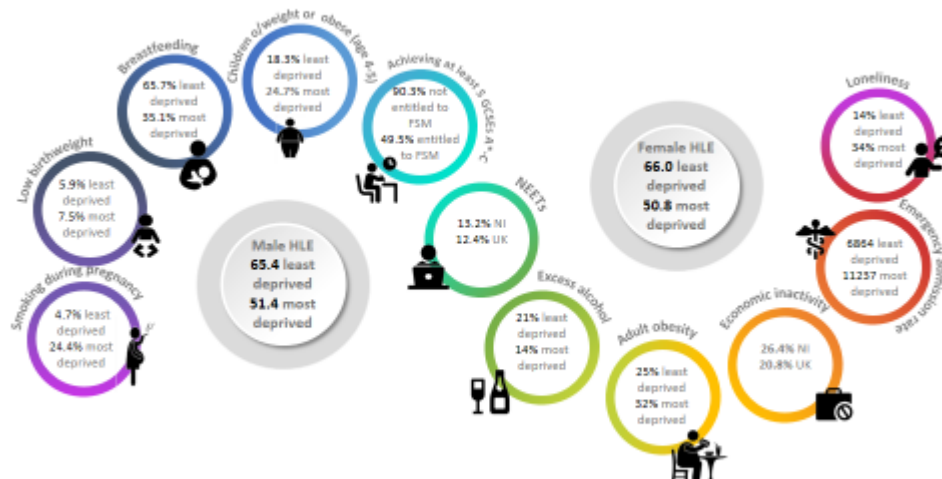 Smoking during pregnancy
4.7% least
deprived
24.4% most
deprived
Low birthweight
5.9% least
deprived
7.5% most
deprived
Breastfeeding
65.7% least
deprived
35.1% most
deprived
Children o/weight or obese (age 4-5)
18.3% least
deprived
24.7% most
deprived
Achieving at least 5 GCSEs A*-C
90.3% not
entitled to
FSM
49.5% entitled
to FSM
Male HLE
65.4 least
deprived
51.4 most
deprived
NEETs
13.2% NI
12.4% UK
Excess alcohol
21% least
deprived
14% most
deprived
Adult obesity
25% least
deprived
32% most
deprived
Female HLE
66.0 least
deprived
50.8 most
deprived
Economic inactivity
26.4% NI
20.8% UK
Emergency admission rate
6864 least
deprived
11237 most
deprived
Loneliness
14% least
deprived
34% most
deprived